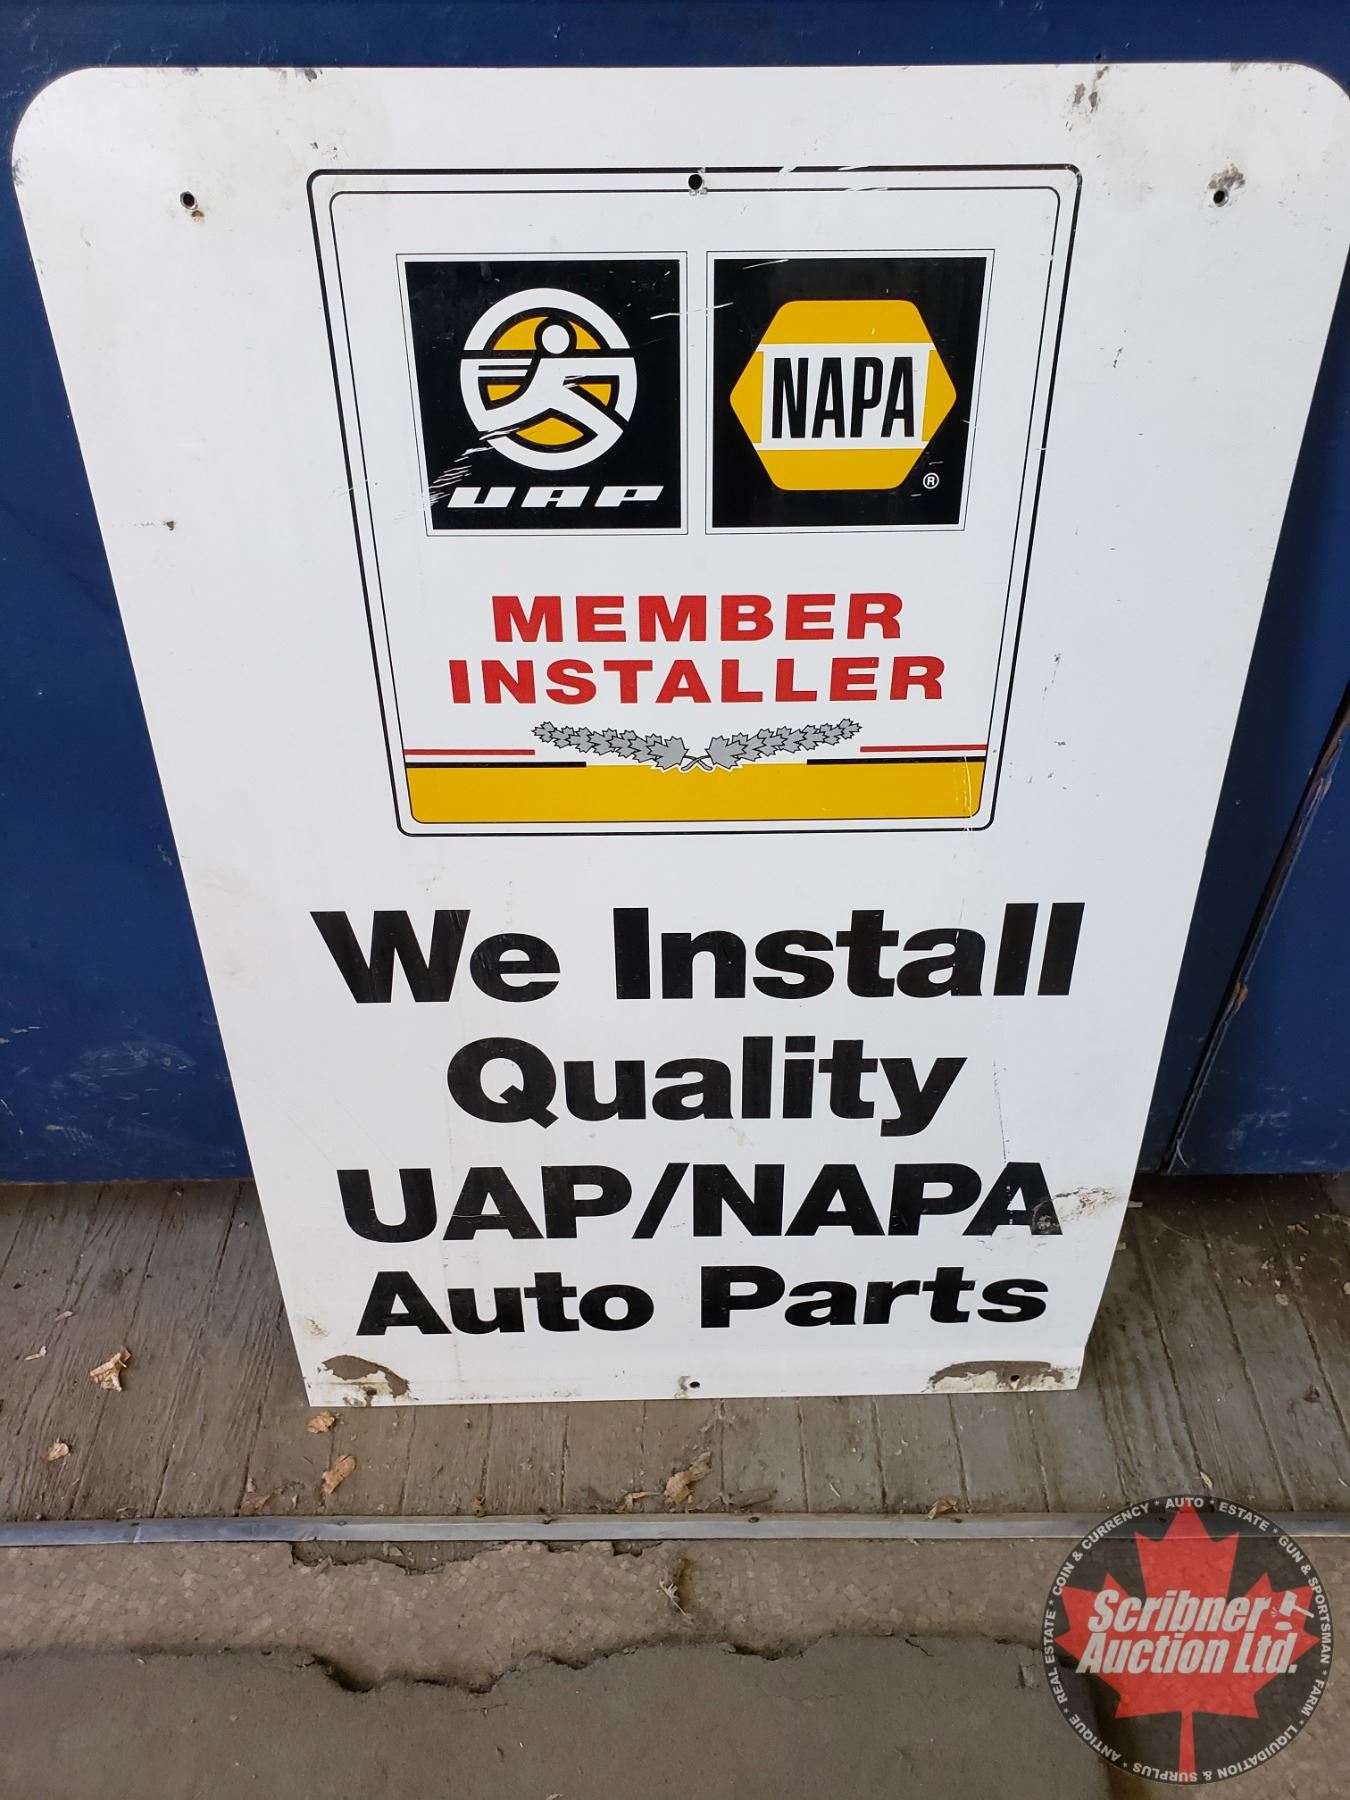 UAP
NAPA
®
MEMBER
INSTALLER
We Install
Quality
UAP/NAPA
Auto Parts
COIN & CURRENCY * AUTO * ESTATE * GUN & SPORTSMAN * FARM * LIQUIDATION & SURPLUS * ANTIQUE * REAL ESTATE *
Scribner
Auction Ltd.